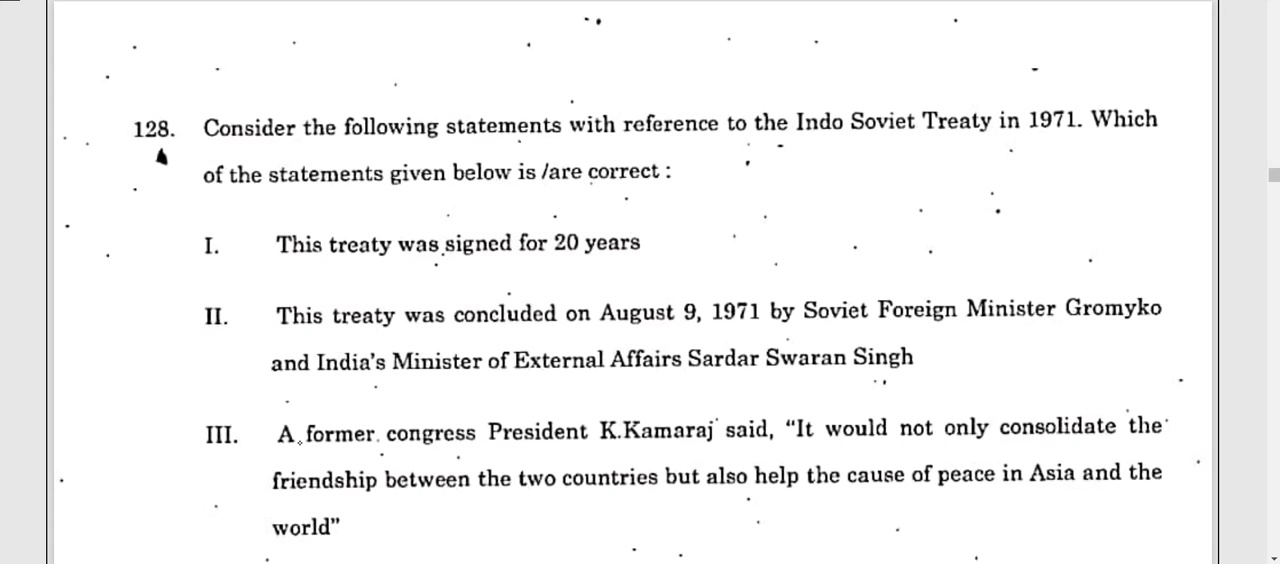 128. Consider the following statements with reference to the Indo Soviet Treaty in 1971. Which
of the statements given below is /are correct :
I. This treaty was signed for 20 years
II. This treaty was concluded on August 9, 1971 by Soviet Foreign Minister Gromyko
and India's Minister of External Affairs Sardar Swaran Singh
III. A former congress President K.Kamaraj said, "It would not only consolidate the
friendship between the two countries but also help the cause of peace in Asia and the
world"